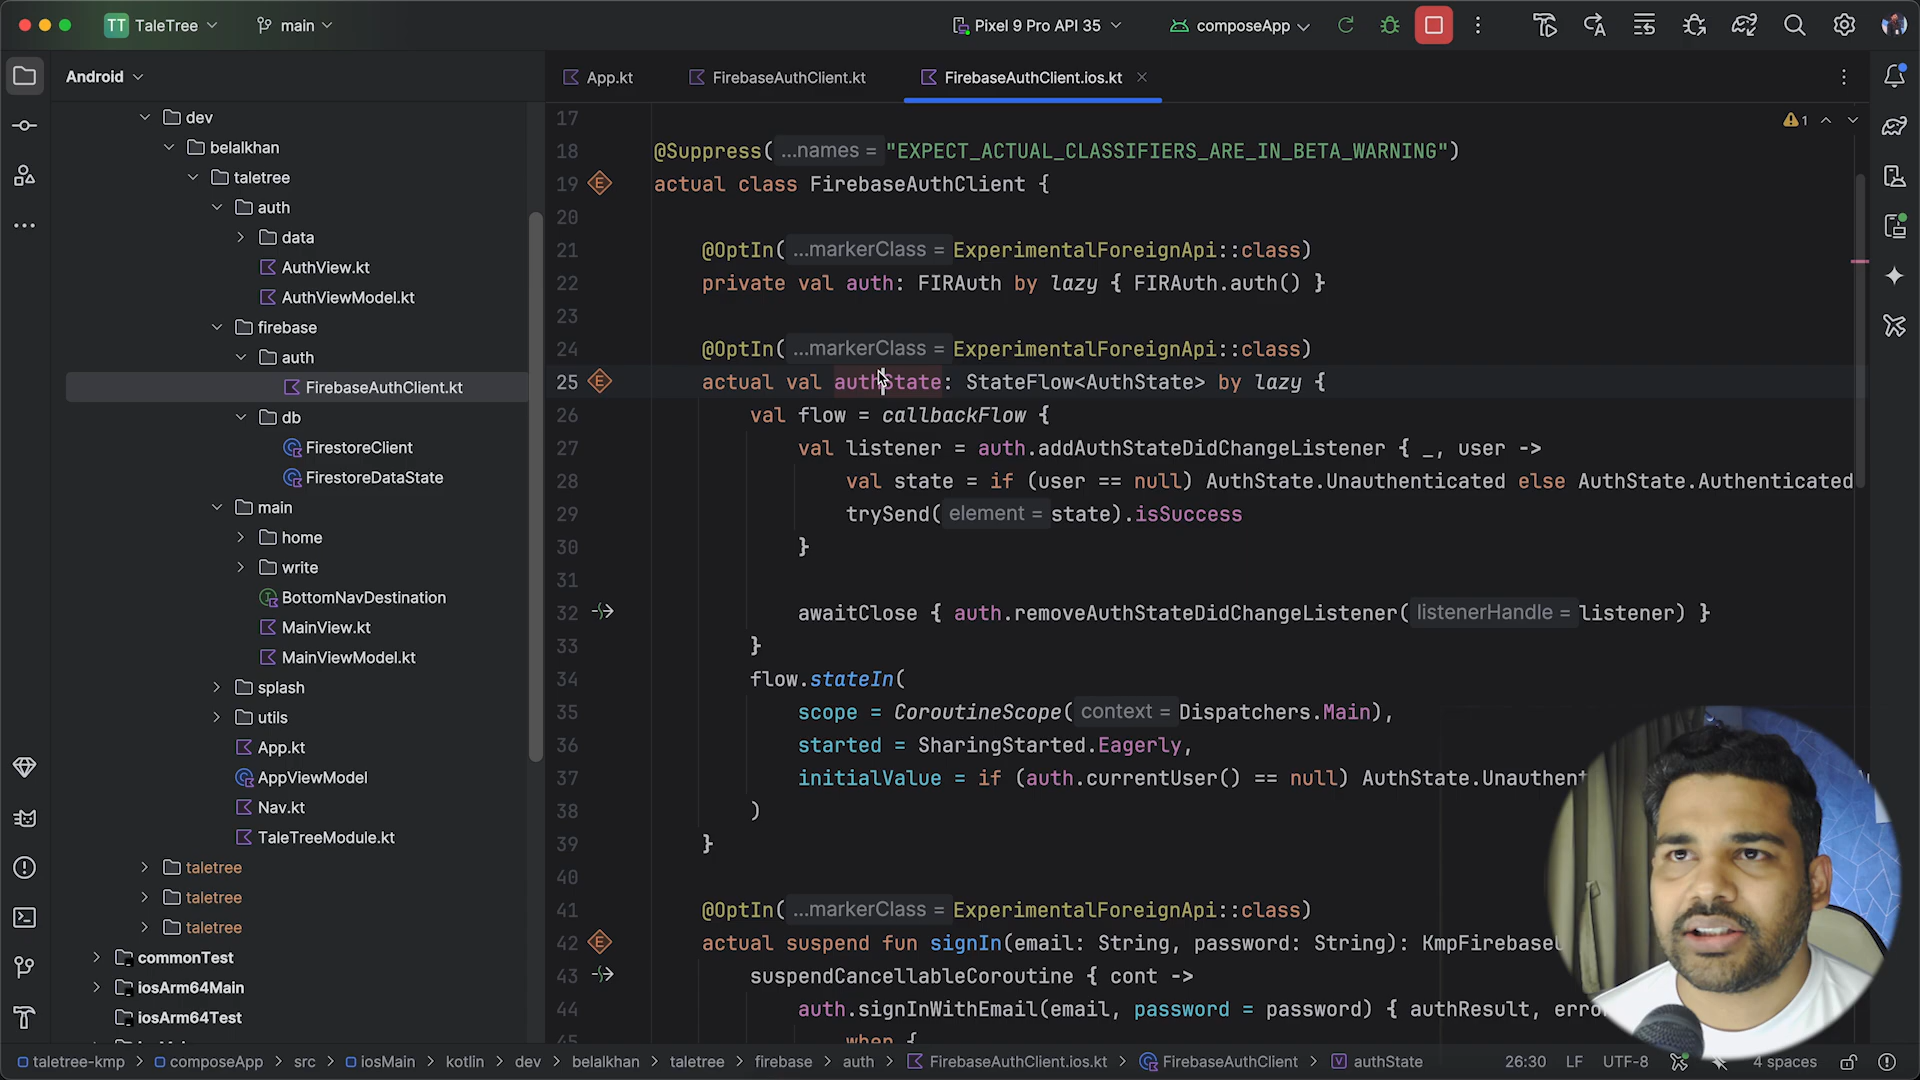 TT TaleTree main Pixel 9 Pro API 35 composeApp
Android
dev
belalkhan
taletree
auth
data
AuthView.kt
AuthViewModel.kt
firebase
auth
FirebaseAuthClient.kt
db
FirestoreClient
FirestoreDataState
main
home
write
BottomNavDestination
MainView.kt
MainViewModel.kt
splash
utils
App.kt
AppViewModel
Nav.kt
TaleTreeModule.kt
taletree
taletree
taletree
commonTest
iosArm64Main
iosArm64Test
App.kt FirebaseAuthClient.kt FirebaseAuthClient.ios.kt
1
17
18 @Suppress(...names = "EXPECT_ACTUAL_CLASSIFIERS_ARE_IN_BETA_WARNING")
19 actual class FirebaseAuthClient {
20
21 @OptIn(...markerClass = ExperimentalForeignApi::class)
22 private val auth: FIRAuth by lazy { FIRAuth.auth() }
23
24 @OptIn(...markerClass = ExperimentalForeignApi::class)
25 actual val authState: StateFlow<AuthState> by lazy {
26 val flow = callbackFlow {
27 val listener = auth.addAuthStateDidChangeListener { _, user ->
28 val state = if (user == null) AuthState.Unauthenticated else AuthState.Authenticated
29 trySend(element = state).isSuccess
30 }
31
32 awaitClose { auth.removeAuthStateDidChangeListener(listenerHandle = listener) }
33 }
34 flow.stateIn(
35 scope = CoroutineScope(context = Dispatchers.Main),
36 started = SharingStarted.Eagerly,
37 initialValue = if (auth.currentUser() == null) AuthState.Unauthent
38 )
39 }
40
41 @OptIn(...markerClass = ExperimentalForeignApi::class)
42 actual suspend fun signIn(email: String, password: String): KmpFirebaseU
43 suspendCancellableCoroutine { cont ->
44 auth.signInWithEmail(email, password = password) { authResult, erro
45 when {
taletree-kmp composeApp src iosMain kotlin dev belalkhan taletree firebase auth FirebaseAuthClient.ios.kt FirebaseAuthClient authState 26:30 LF UTF-8 4 spaces